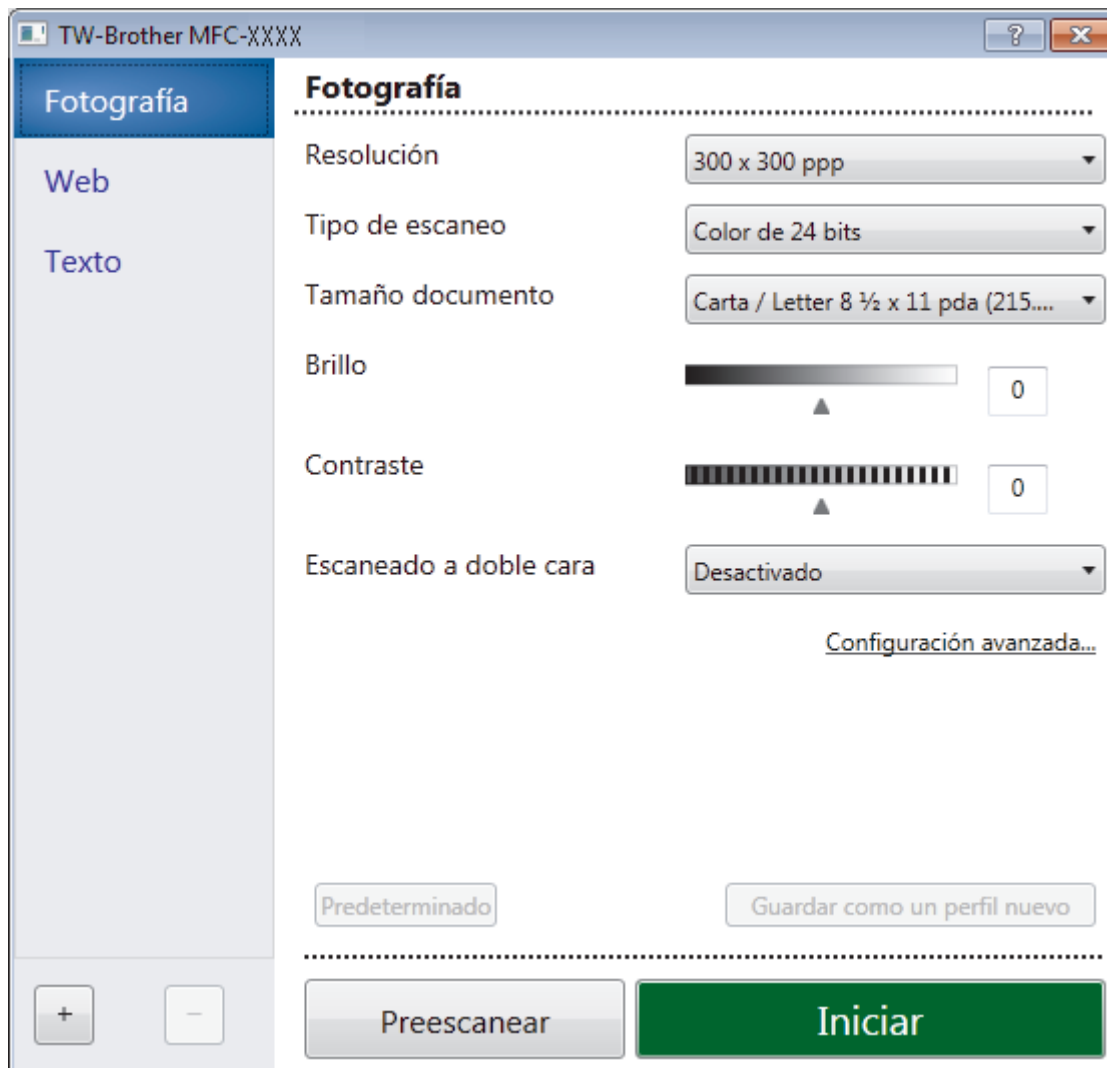 TW-Brother MFC-XXXX
?
Fotografía
Web
Texto
Fotografía
Resolución
300 x 300 ppp
Tipo de escaneo
Color de 24 bits
Tamaño documento
Carta / Letter 8 ½ x 11 pda (215....
Brillo
0
Contraste
0
Escaneado a doble cara
Desactivado
Configuración avanzada...
Predeterminado
Guardar como un perfil nuevo
+
−
Preescanear
Iniciar